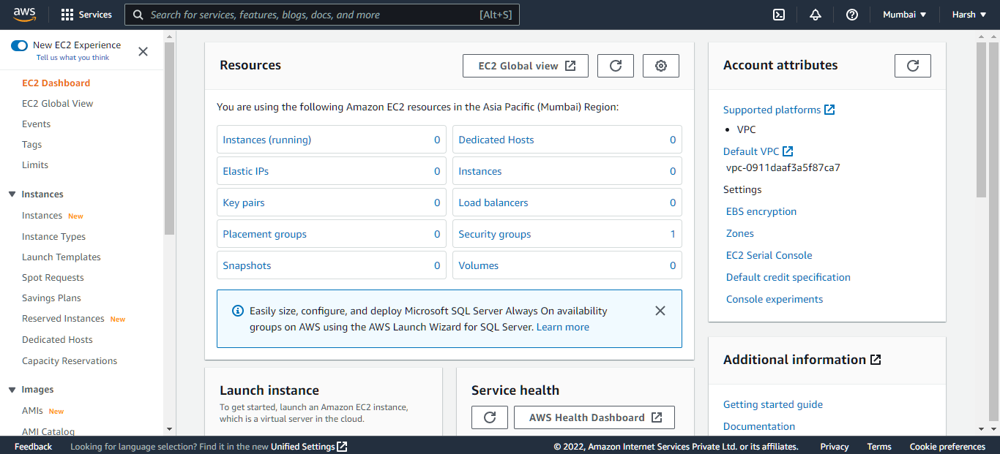 aws
Services
Search for services, features, blogs, docs, and more
[Alt+S]
Mumbai
Harsh
New EC2 Experience
Tell us what you think
EC2 Dashboard
EC2 Global View
Events
Tags
Limits
Instances
Instances New
Instance Types
Launch Templates
Spot Requests
Savings Plans
Reserved Instances New
Dedicated Hosts
Capacity Reservations
Images
AMIs New
AMI Catalog
Resources
EC2 Global view
You are using the following Amazon EC2 resources in the Asia Pacific (Mumbai) Region:
Instances (running) 0
Dedicated Hosts 0
Elastic IPs 0
Instances 0
Key pairs 0
Load balancers 0
Placement groups 0
Security groups 1
Snapshots 0
Volumes 0
Easily size, configure, and deploy Microsoft SQL Server Always On availability
groups on AWS using the AWS Launch Wizard for SQL Server. Learn more
Launch instance
To get started, launch an Amazon EC2 instance,
which is a virtual server in the cloud.
Service health
AWS Health Dashboard
Account attributes
Supported platforms
• VPC
Default VPC
vpc-0911daaf3a5f87ca7
Settings
EBS encryption
Zones
EC2 Serial Console
Default credit specification
Console experiments
Additional information
Getting started guide
Documentation
Feedback
Looking for language selection? Find it in the new Unified Settings
© 2022, Amazon Internet Services Private Ltd. or its affiliates.
Privacy
Terms
Cookie preferences